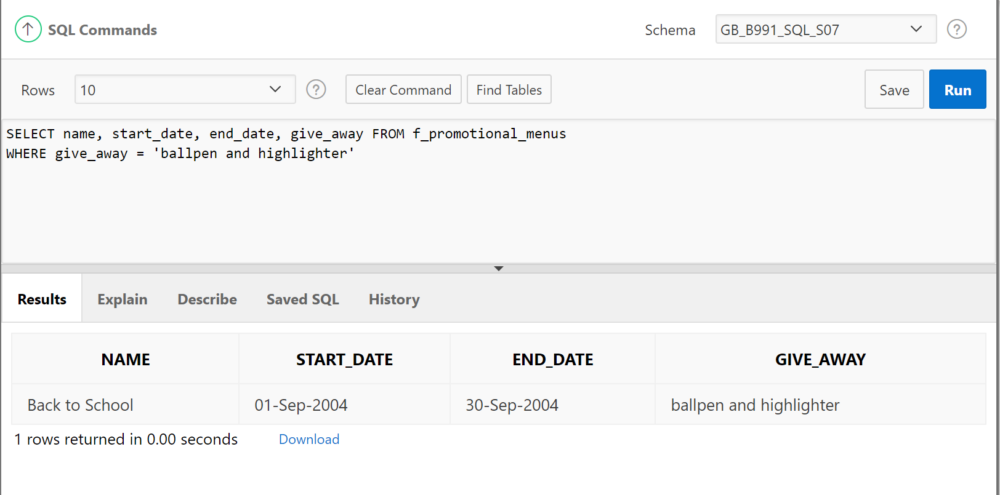 SQL Commands
Schema GB_B991_SQL_S07 ?
Rows 10 ? Clear Command Find Tables Save Run
SELECT name, start_date, end_date, give_away FROM f_promotional_menus
WHERE give_away = 'ballpen and highlighter'
Results Explain Describe Saved SQL History
NAME START_DATE END_DATE GIVE_AWAY
Back to School 01-Sep-2004 30-Sep-2004 ballpen and highlighter
1 rows returned in 0.00 seconds Download